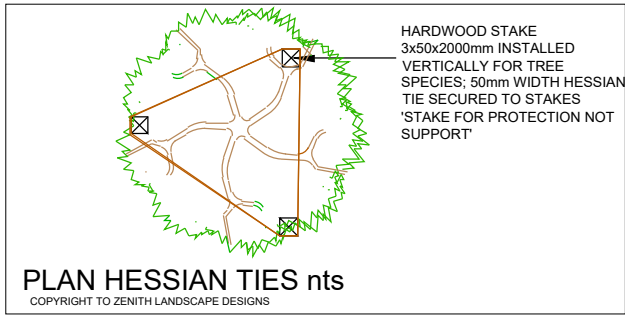 HARDWOOD STAKE
3x50x2000mm INSTALLED
VERTICALLY FOR TREE
SPECIES; 50mm WIDTH HESSIAN
TIE SECURED TO STAKES
'STAKE FOR PROTECTION NOT
SUPPORT'
PLAN HESSIAN TIES nts
COPYRIGHT TO ZENITH LANDSCAPE DESIGNS